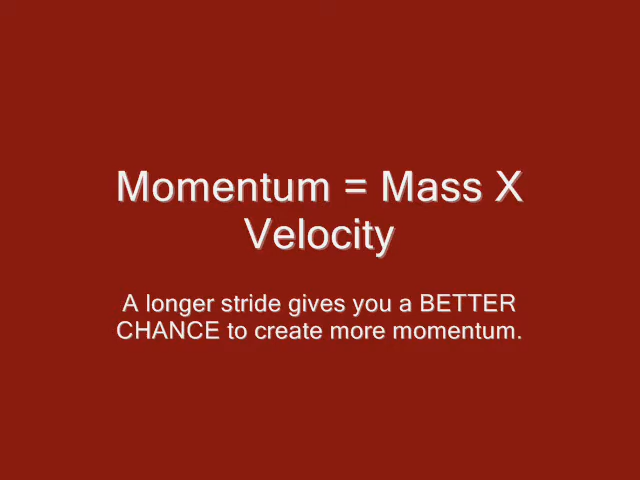 Momentum = Mass X
Velocity
A longer stride gives you a BETTER
CHANCE to create more momentum.